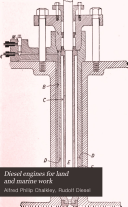 B
C
D
E
D
Diesel engines for land
and marine work
Alfred Philip Chalkley, Rudolf Diesel